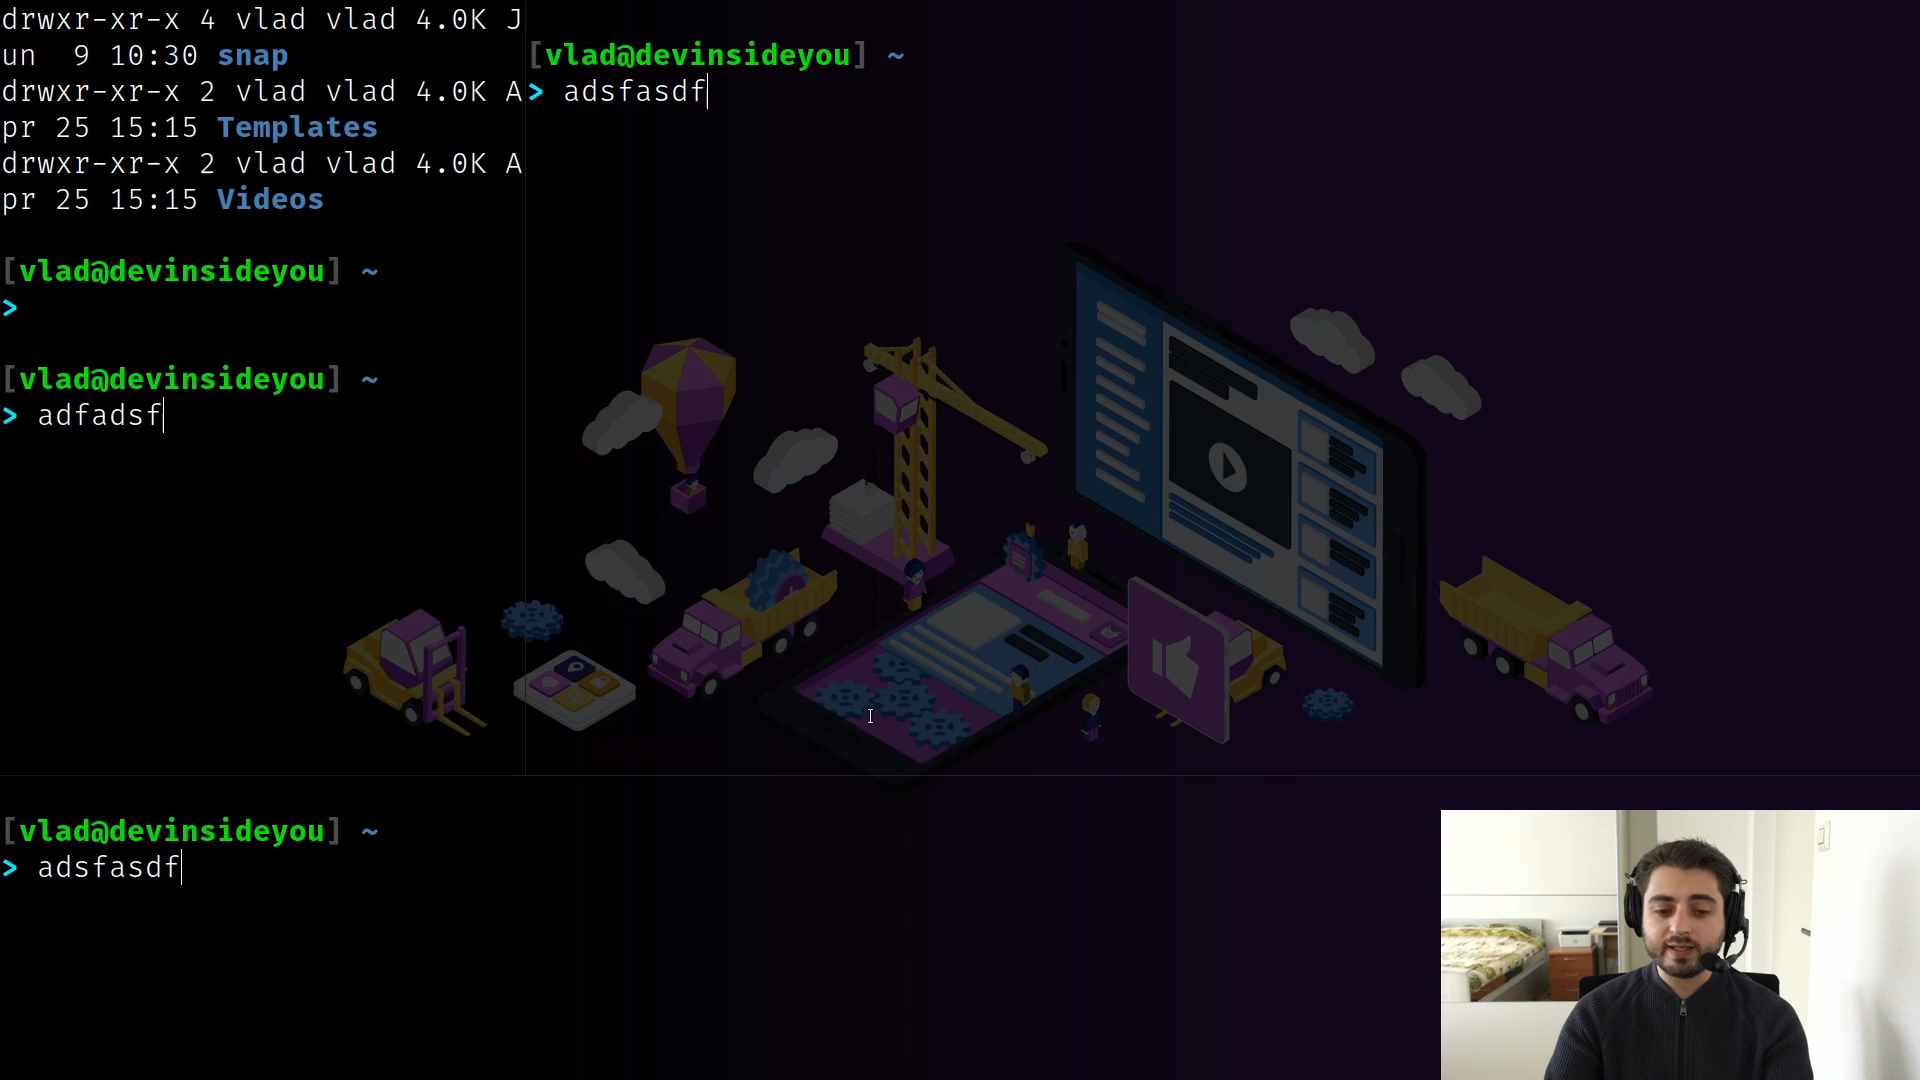 drwxr-xr-x 4 vlad vlad 4.0K J
un  9 10:30 snap
drwxr-xr-x 2 vlad vlad 4.0K A
pr 25 15:15 Templates
drwxr-xr-x 2 vlad vlad 4.0K A
pr 25 15:15 Videos
[vlad@devinsideyou] ~
>
[vlad@devinsideyou] ~
> adfadsf
[vlad@devinsideyou] ~
> adsfasdf
[vlad@devinsideyou] ~
> adsfasdf